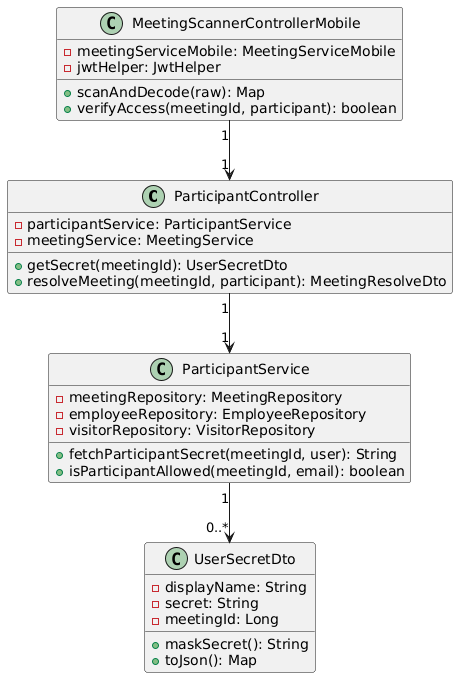 C MeetingScannerControllerMobile
meetingServiceMobile: MeetingServiceMobile
jwtHelper: JwtHelper
scanAndDecode(raw): Map
verifyAccess(meetingId, participant): boolean
1
1
C ParticipantController
participantService: ParticipantService
meetingService: MeetingService
getSecret(meetingId): UserSecretDto
resolveMeeting(meetingId, participant): MeetingResolveDto
1
1
C ParticipantService
meetingRepository: MeetingRepository
employeeRepository: EmployeeRepository
visitorRepository: VisitorRepository
fetchParticipantSecret(meetingId, user): String
isParticipantAllowed(meetingId, email): boolean
1
0..*
C UserSecretDto
displayName: String
secret: String
meetingId: Long
maskSecret(): String
toJson(): Map